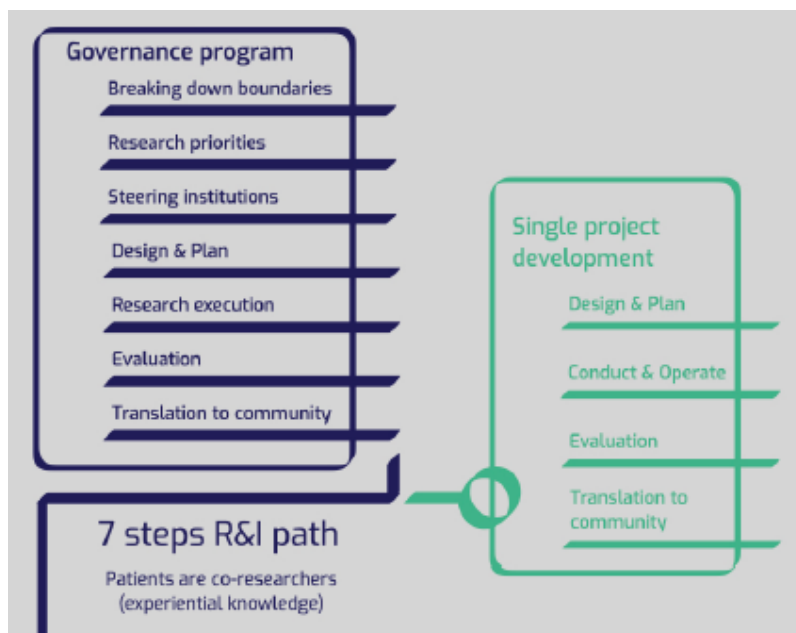 Governance program
Breaking down boundaries
Research priorities
Steering institutions
Design & Plan
Research execution
Evaluation
Translation to community
7 steps R&I path
Patients are co-researchers
(experiential knowledge)
Single project
development
Design & Plan
Conduct & Operate
Evaluation
Translation to
community